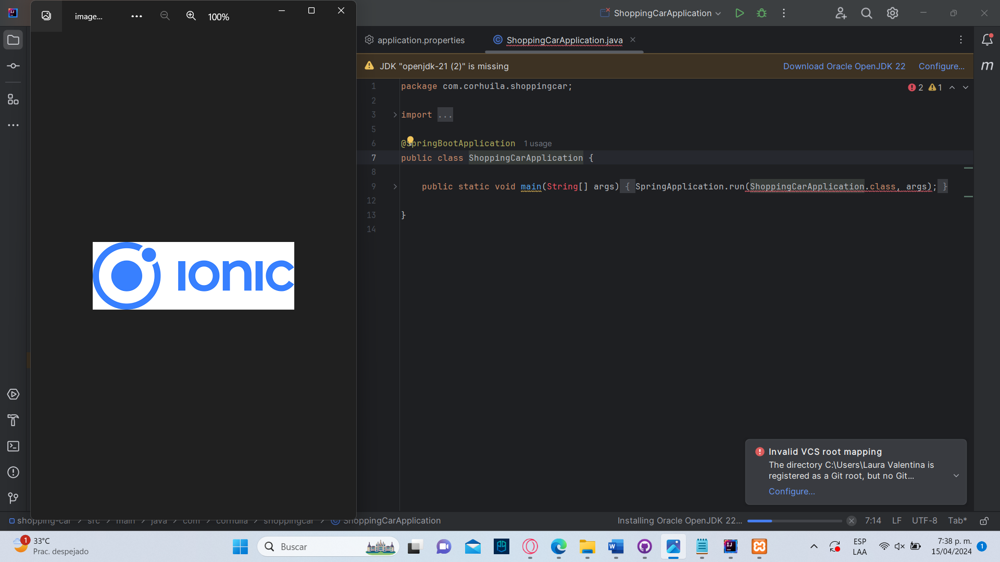 image...
100%
ıonıc
ShoppingCarApplication
application.properties
ShoppingCarApplication.java
JDK "openjdk-21 (2)" is missing
Download Oracle OpenJDK 22
Configure...
2
1
1
package com.corhuila.shoppingcar;
2
3
import ...
5
6
@SpringBootApplication 1 usage
7
public class ShoppingCarApplication {
8
9
public static void main(String[] args) { SpringApplication.run(ShoppingCarApplication.class, args); }
12
13
}
14
m
Invalid VCS root mapping
The directory C:\Users\Laura Valentina is
registered as a Git root, but no Git...
Configure...
shopping-car > src > main > java > com > corhuila > shoppingcar > ShoppingCarApplication
Installing Oracle OpenJDK 22...
7:14
LF
UTF-8
Tab*
1
33°C
Prac. despejado
Buscar
ESP
LAA
7:38 p. m.
15/04/2024
1